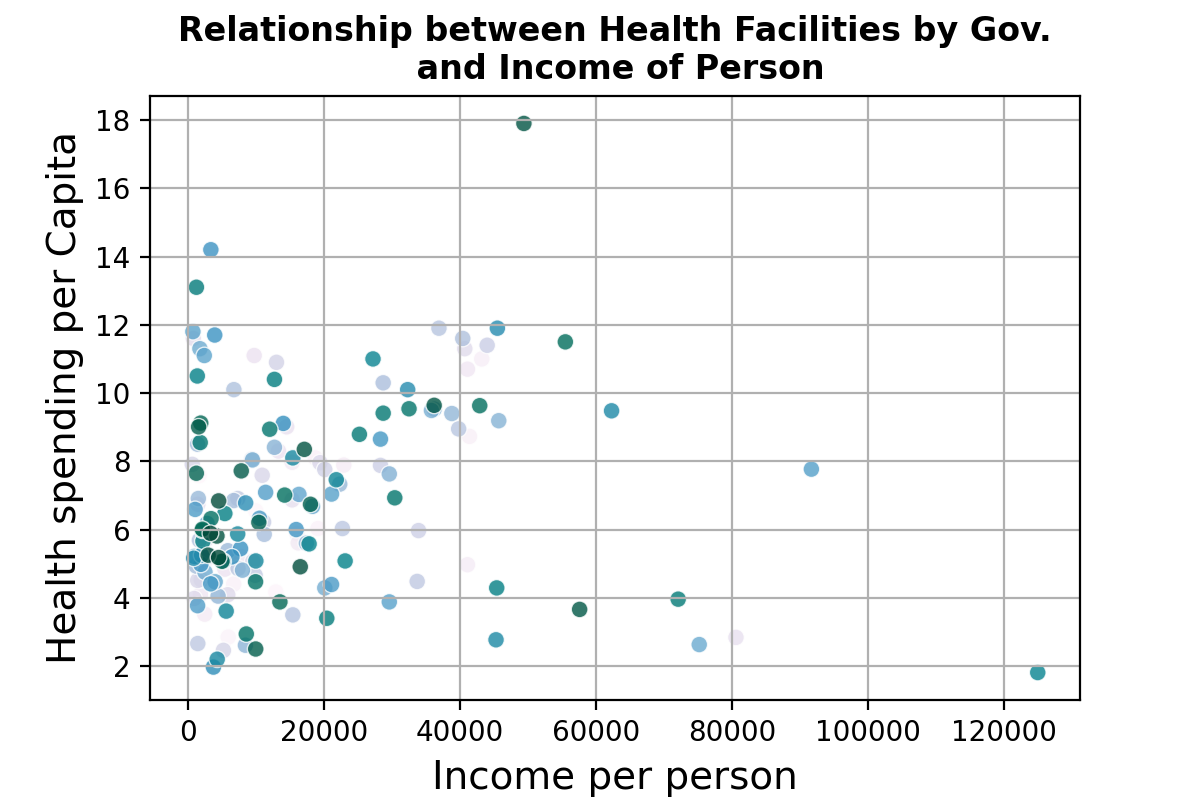 Relationship between Health Facilities by Gov.
and Income of Person
Health spending per Capita
18
16
14
12
10
8
6
4
2
0 20000 40000 60000 80000 100000 120000
Income per person